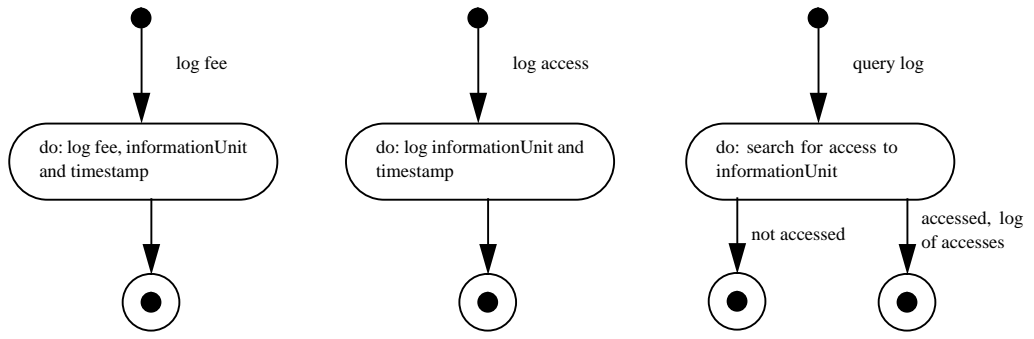 log fee
do: log fee, informationUnit
and timestamp
log access
do: log informationUnit and
timestamp
query log
do: search for access to
informationUnit
not accessed
accessed, log
of accesses